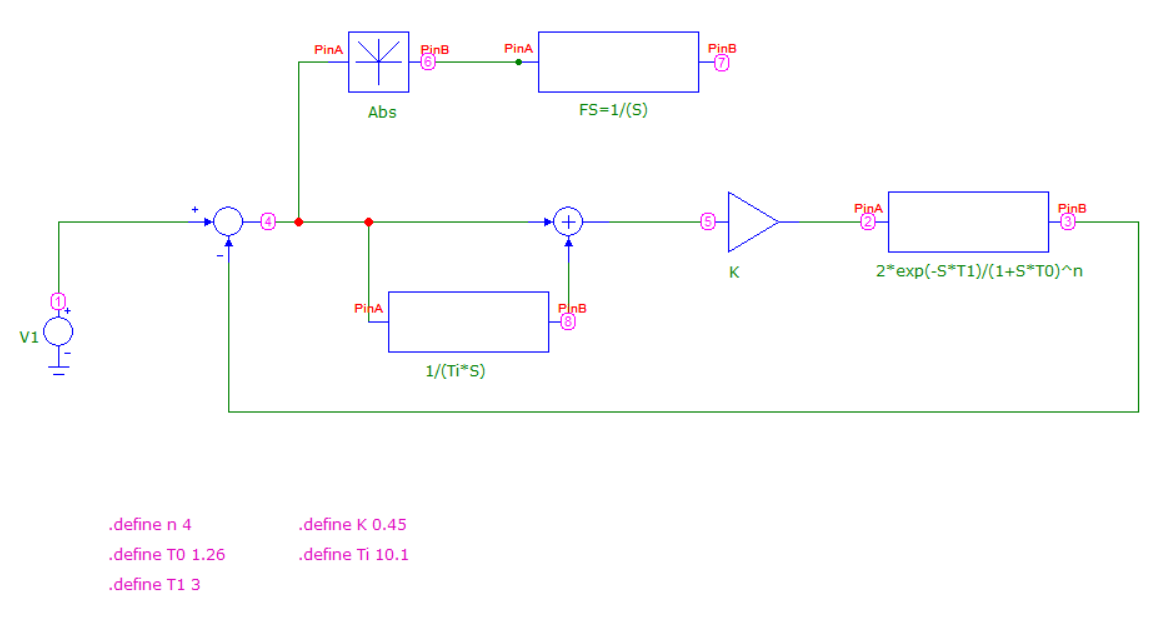 PinA
PinB
6
Abs
PinA
PinB
7
FS=1/(S)
+
4
-
+
5
K
PinA
2
PinB
3
2*exp(-S*T1)/(1+S*T0)^n
1
+
V1
-
PinA
PinB
8
1/(Ti*S)
.define n 4
.define K 0.45
.define T0 1.26
.define Ti 10.1
.define T1 3